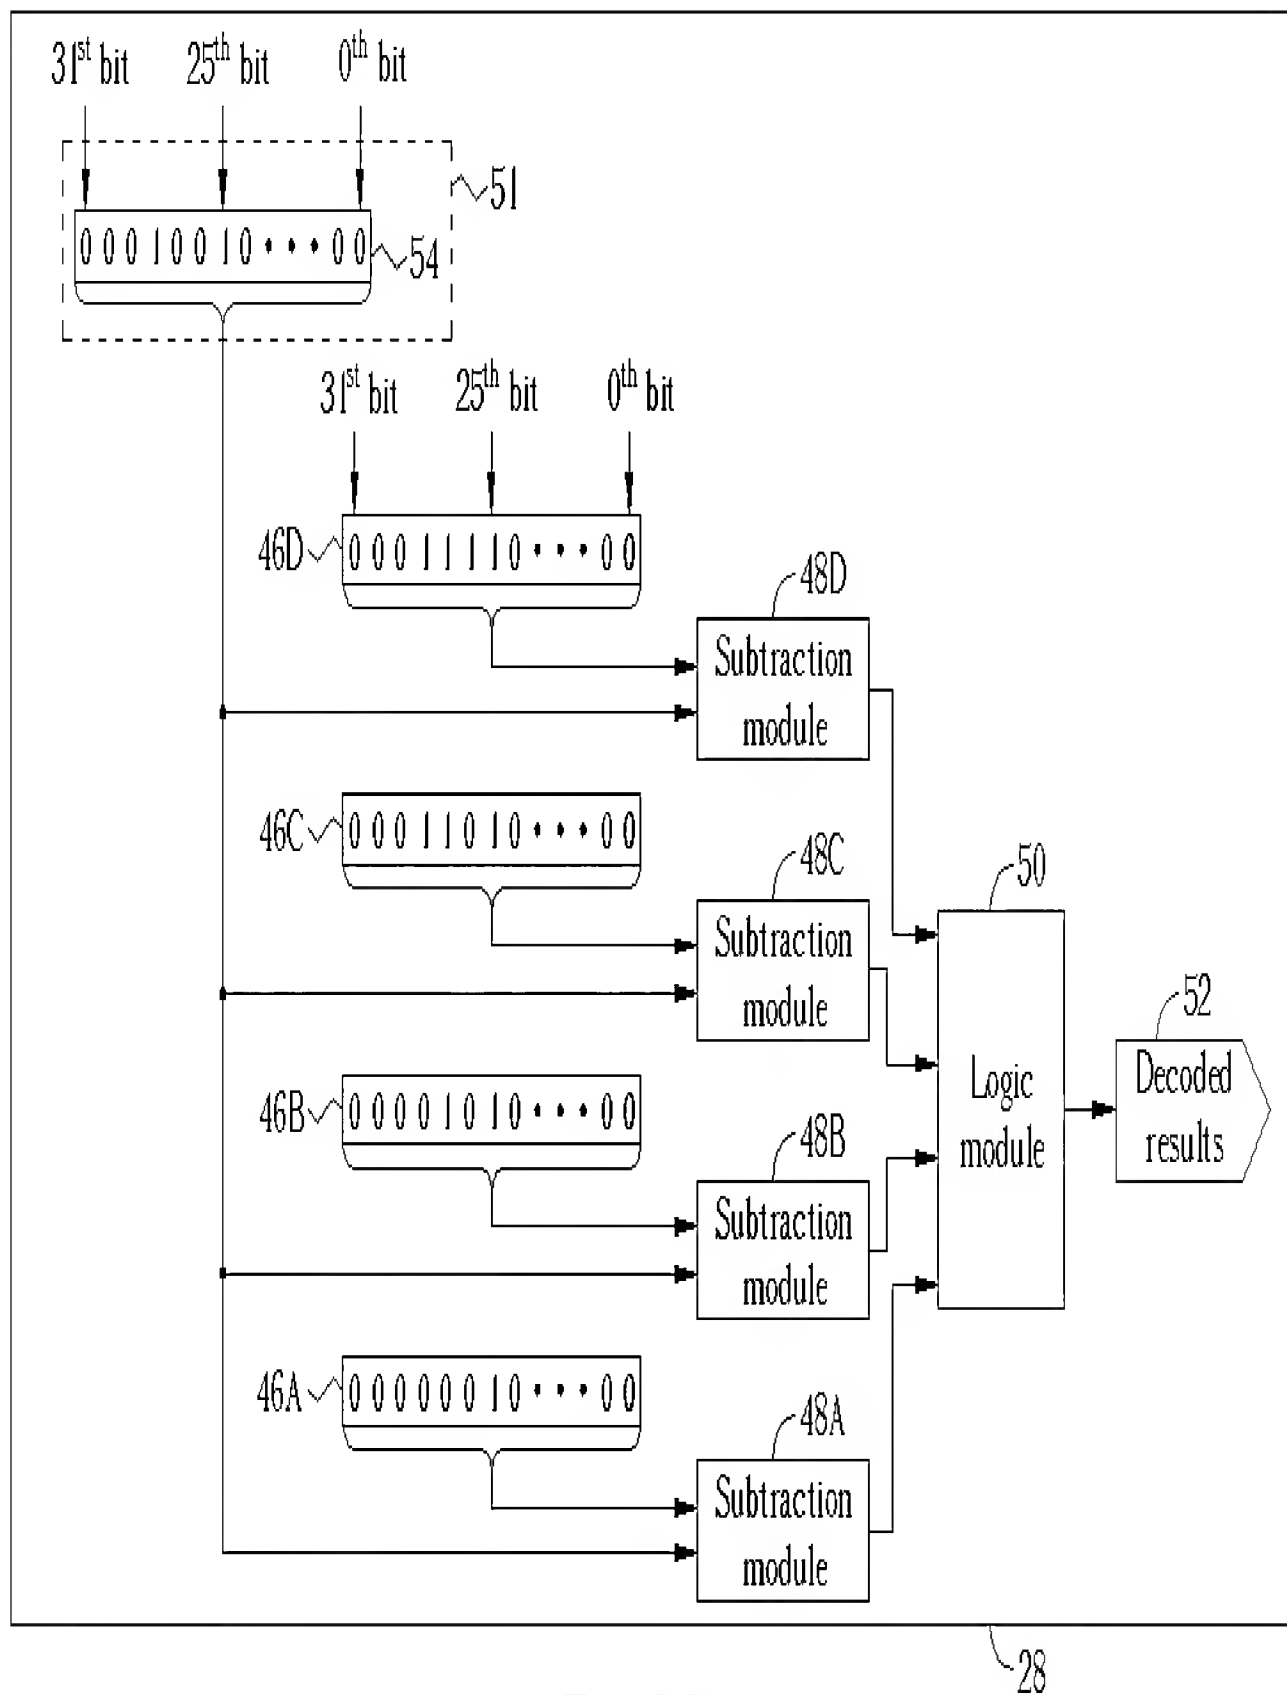 31st bit 25th bit 0th bit
51
0 0 0 1 0 0 1 0 • • • 0 0
54
31st bit 25th bit 0th bit
46D
0 0 0 1 1 1 1 0 • • • 0 0
48D
Subtraction
module
46C
0 0 0 1 1 0 1 0 • • • 0 0
48C
Subtraction
module
50
Logic
module
52
Decoded
results
46B
0 0 0 0 1 0 1 0 • • • 0 0
48B
Subtraction
module
46A
0 0 0 0 0 0 1 0 • • • 0 0
48A
Subtraction
module
28